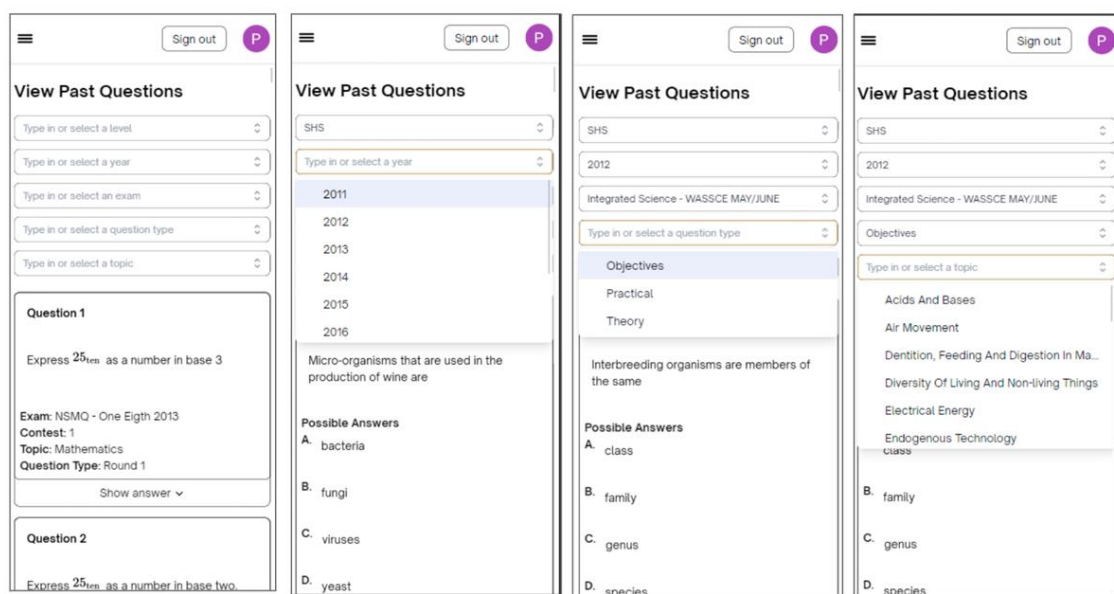 Sign out
P
View Past Questions
Type in or select a level
Type in or select a year
Type in or select an exam
Type in or select a question type
Type in or select a topic
Question 1
Express 25ten as a number in base 3
Exam: NSMQ - One Eigth 2013
Contest: 1
Topic: Mathematics
Question Type: Round 1
Show answer
Question 2
Express 25ten as a number in base two.
Sign out
P
View Past Questions
SHS
Type in or select a year
2011
2012
2013
2014
2015
2016
Micro-organisms that are used in the
production of wine are
Possible Answers
A. bacteria
B. fungi
C. viruses
D. yeast
Sign out
P
View Past Questions
SHS
2012
Integrated Science - WASSCE MAY/JUNE
Type in or select a question type
Objectives
Practical
Theory
Interbreeding organisms are members of
the same
Possible Answers
A. class
B. family
C. genus
D. species
Sign out
P
View Past Questions
SHS
2012
Integrated Science - WASSCE MAY/JUNE
Objectives
Type in or select a topic
Acids And Bases
Air Movement
Dentition, Feeding And Digestion In Ma...
Diversity Of Living And Non-living Things
Electrical Energy
Endogenous Technology
class
B. family
C. genus
D. species